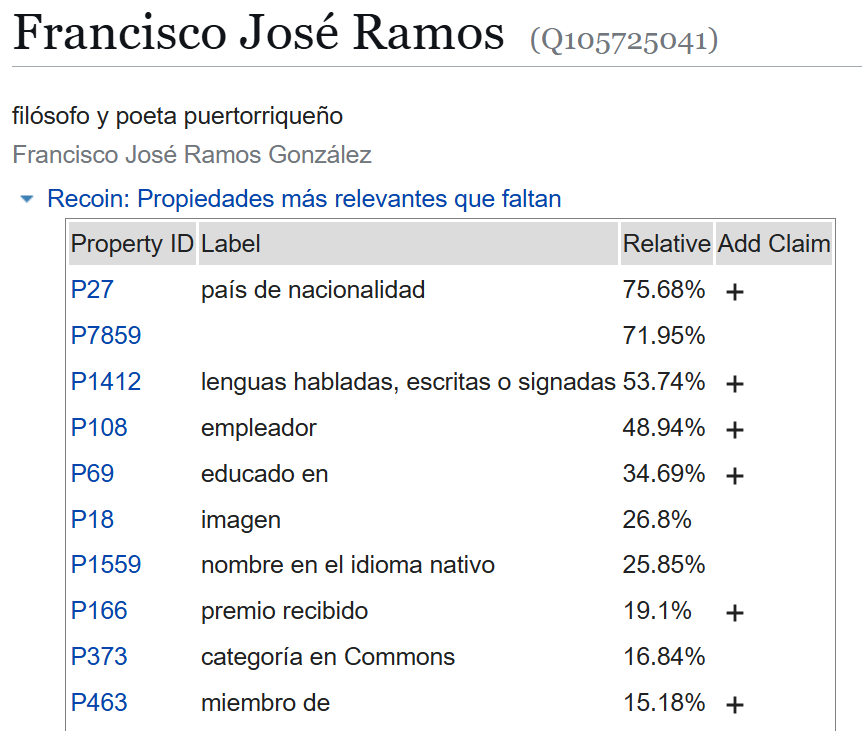 Francisco José Ramos (Q105725041)
filósofo y poeta puertorriqueño
Francisco José Ramos González
Recoin: Propiedades más relevantes que faltan
Property ID Label Relative Add Claim
P27 país de nacionalidad 75.68% +
P7859 71.95%
P1412 lenguas habladas, escritas o signadas 53.74% +
P108 empleador 48.94% +
P69 educado en 34.69% +
P18 imagen 26.8%
P1559 nombre en el idioma nativo 25.85%
P166 premio recibido 19.1% +
P373 categoría en Commons 16.84%
P463 miembro de 15.18% +